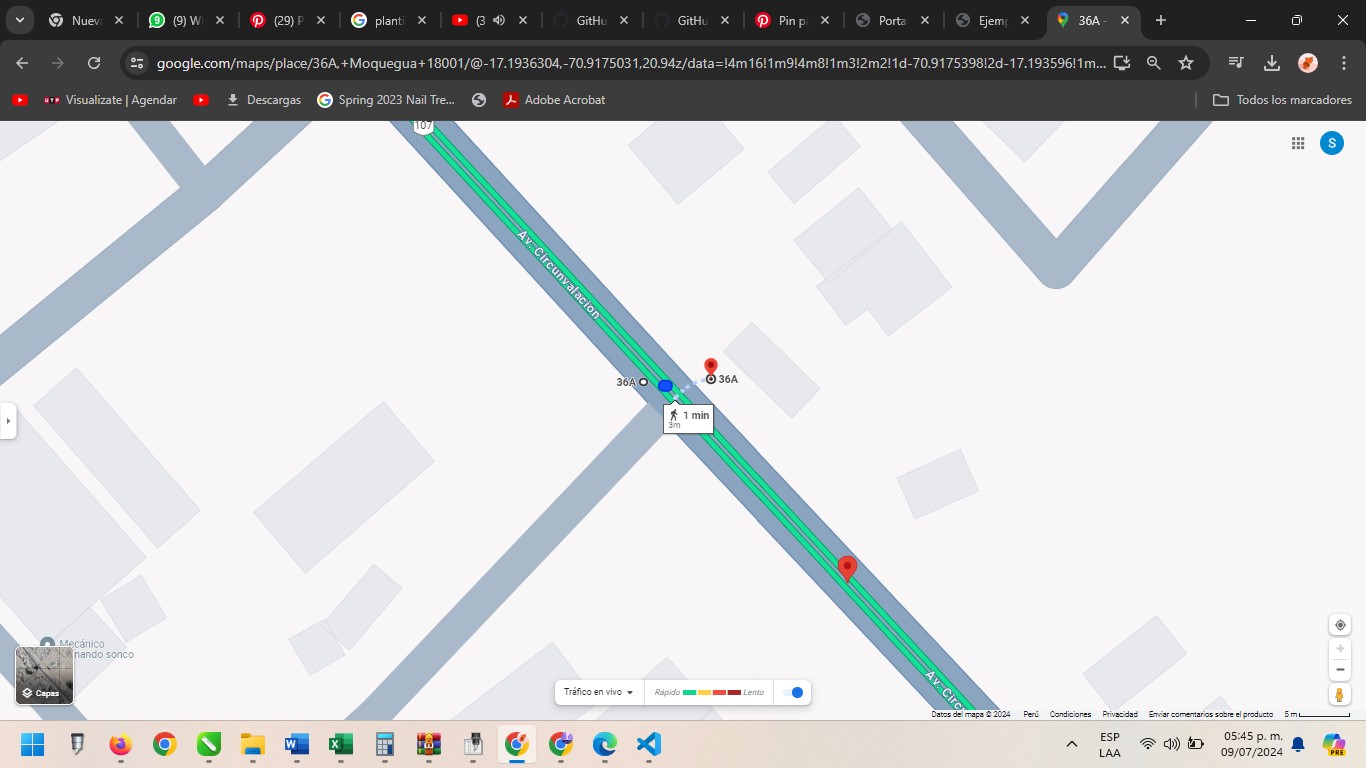 Nueva
(9) W
(29) P
planti
(3
GitHu
GitHu
Pin p
Porta
Ejem
36A -
google.com/maps/place/36A,+Moquegua+18001/@-17.1936304,-70.9175031,20.94z/data=!4m16!1m9!4m8!1m3!2m2!1d-70.9175398!2d-17.193596!1m...
UTP Visualizate | Agendar
Descargas
Spring 2023 Nail Tre...
Adobe Acrobat
Todos los marcadores
107
S
Av. Circunvalacion
36A
36A
1 min
3m
Mecánico
nando sonco
Capas
Tráfico en vivo
Rápido
Lento
Av. Circ
Datos del mapa © 2024 Perú Condiciones Privacidad Enviar comentarios sobre el producto 5 m
ESP
LAA
05:45 p. m.
09/07/2024
PRE